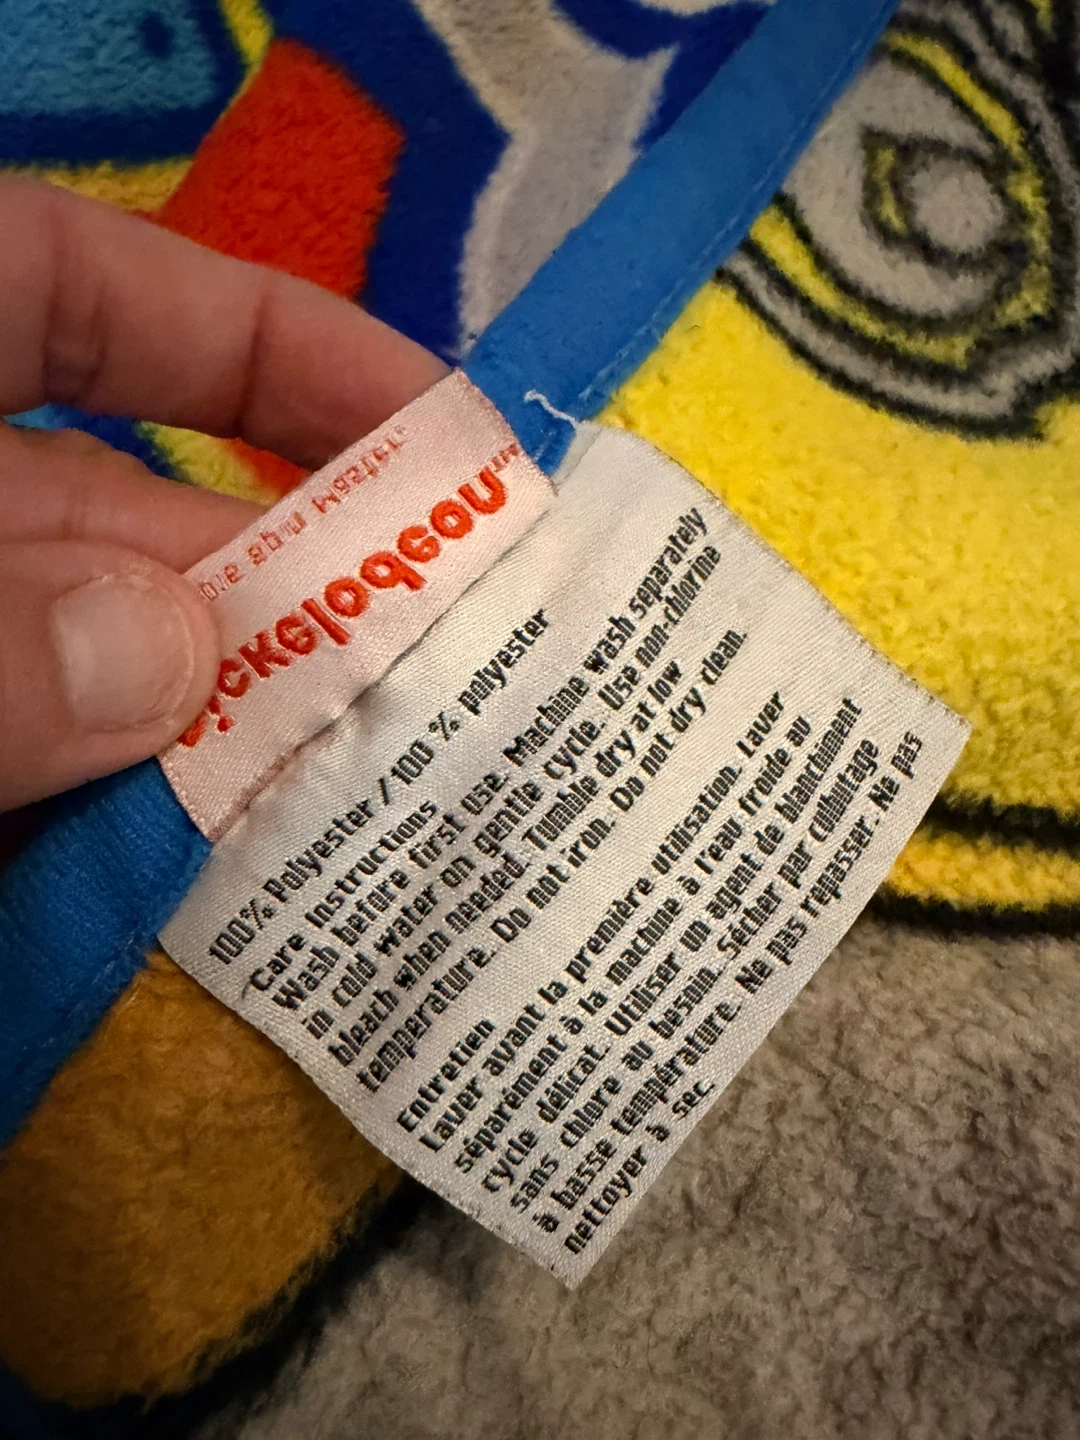 nickelodeon™
100% Polyester / 100 % polyester
Care Instructions
Wash before first use. Machine wash separately
in cold water on gentle cycle. Use non-chlorine
bleach when needed. Tumble dry at low
temperature. Do not iron. Do not dry clean.
Entretien
Laver avant la première utilisation. Laver
séparément à la machine à l'eau froide au
cycle délicat. Utiliser un agent de blanchiment
sans chlore au besoin. Sécher par culbutage
à basse température. Ne pas repasser. Ne pas
nettoyer à sec.